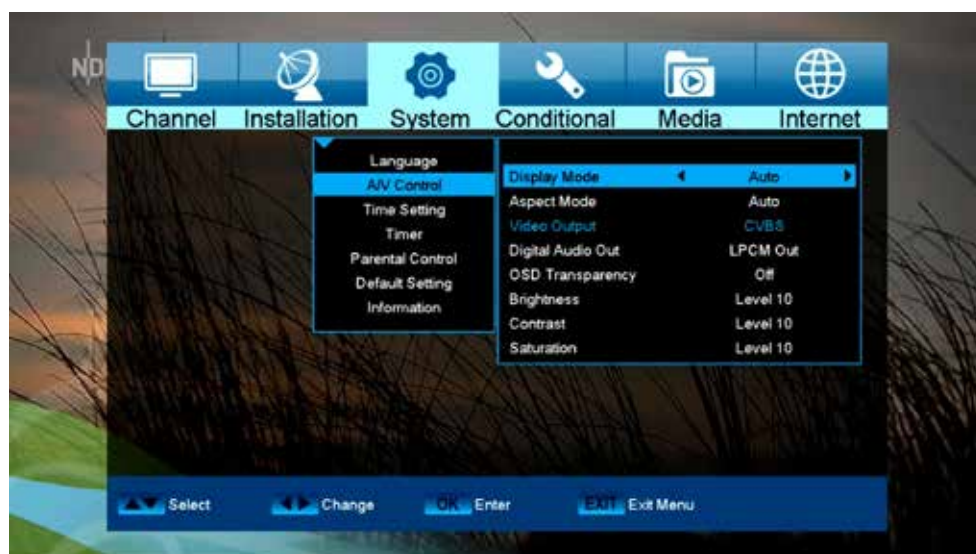 ND
Channel Installation System Conditional Media Internet
Language
A/V Control
Time Setting
Timer
Parental Control
Default Setting
Information
Display Mode Auto
Aspect Mode Auto
Video Output CVBS
Digital Audio Out LPCM Out
OSD Transparency Off
Brightness Level 10
Contrast Level 10
Saturation Level 10
Select Change OK Enter EXIT Exit Menu